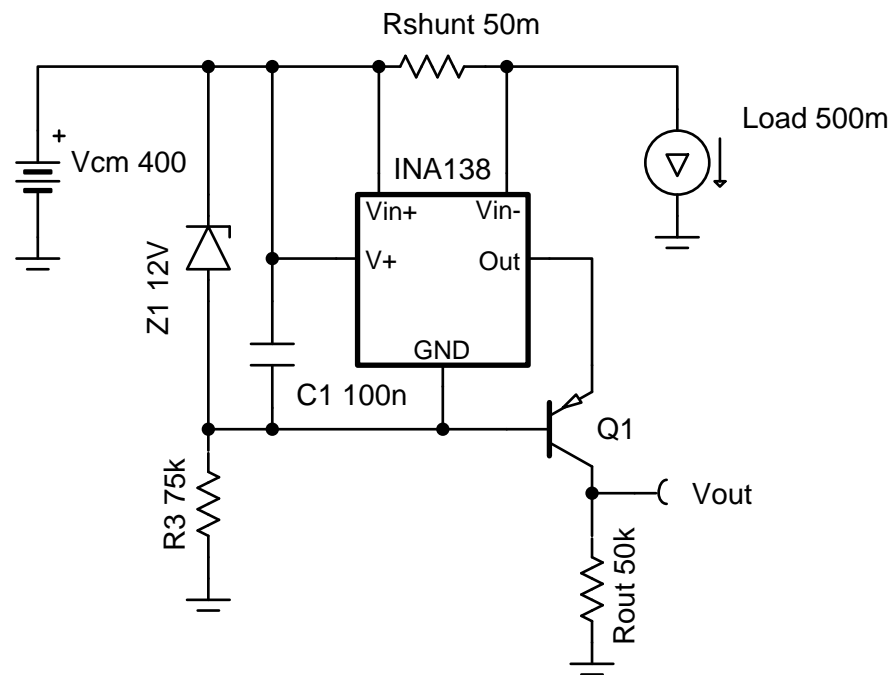 Rshunt 50m
Load 500m
+
Vcm 400
INA138
Vin+
Vin-
V+
Out
Z1 12V
GND
C1 100n
Q1
R3 75k
Vout
Rout 50k